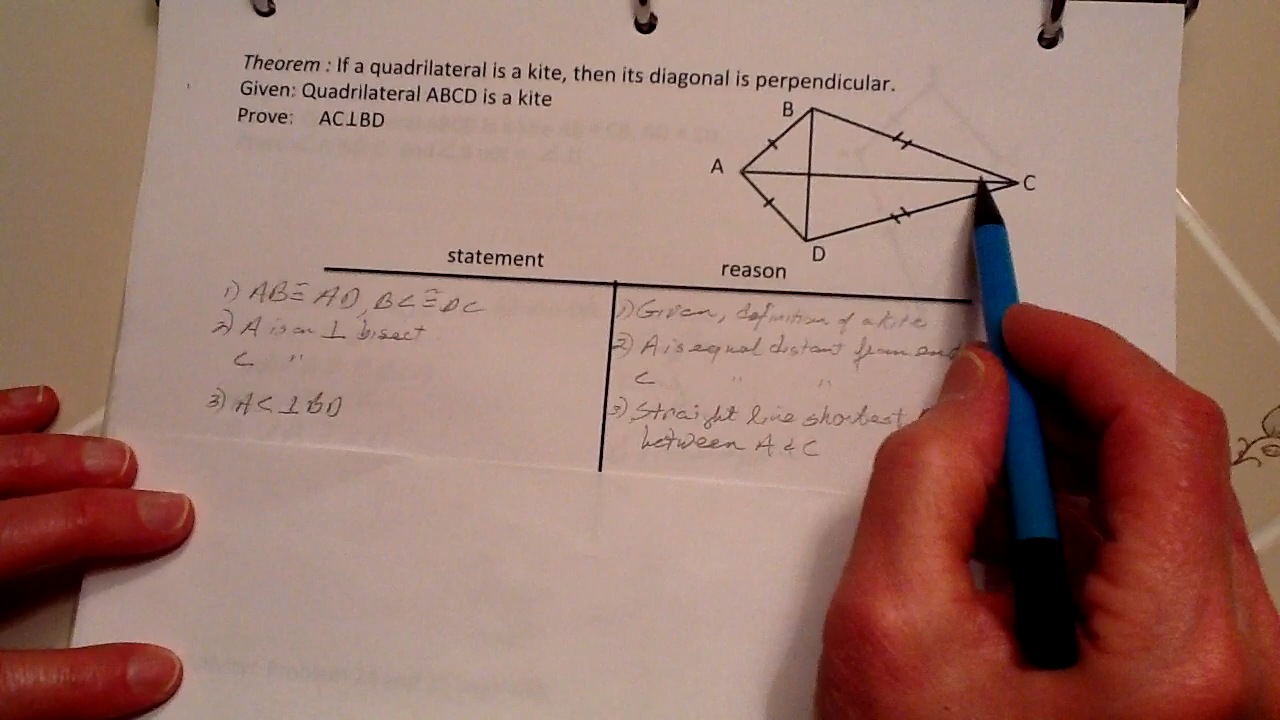 Theorem : If a quadrilateral is a kite, then its diagonal is perpendicular.
Given: Quadrilateral ABCD is a kite
Prove: AC⊥BD
B
A
C
D
statement
reason
1) AB≅AD, BC≅DC
1) Given, definition of a kite
2) A is on ⊥ bisect
C "
2) A is equal distant from end
C " "
3) AC⊥BD
3) Straight line shortest
between A & C